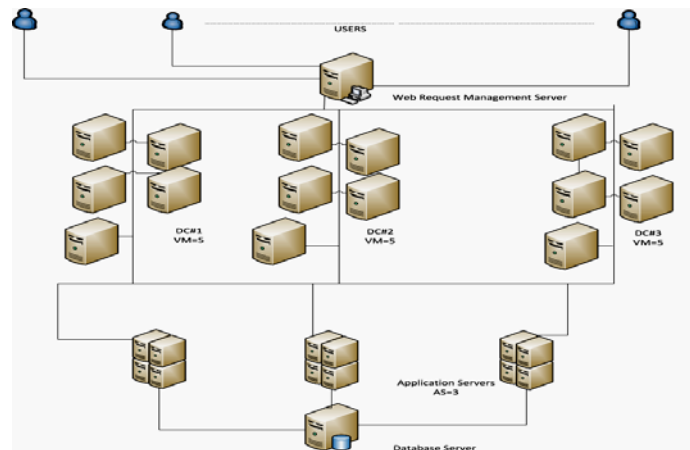 USERS
Web Request Management Server
DC#1
VM=5
DC#2
VM=5
DC#3
VM=5
Application Servers
AS=3
Database Server